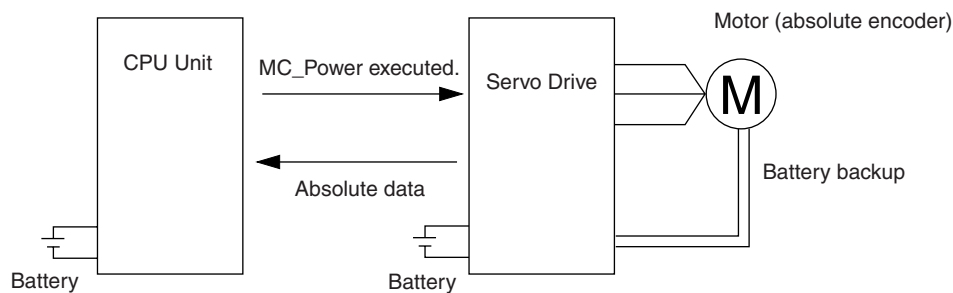 Motor (absolute encoder)
CPU Unit
MC_Power executed.
Servo Drive
M
Absolute data
Battery backup
Battery
Battery